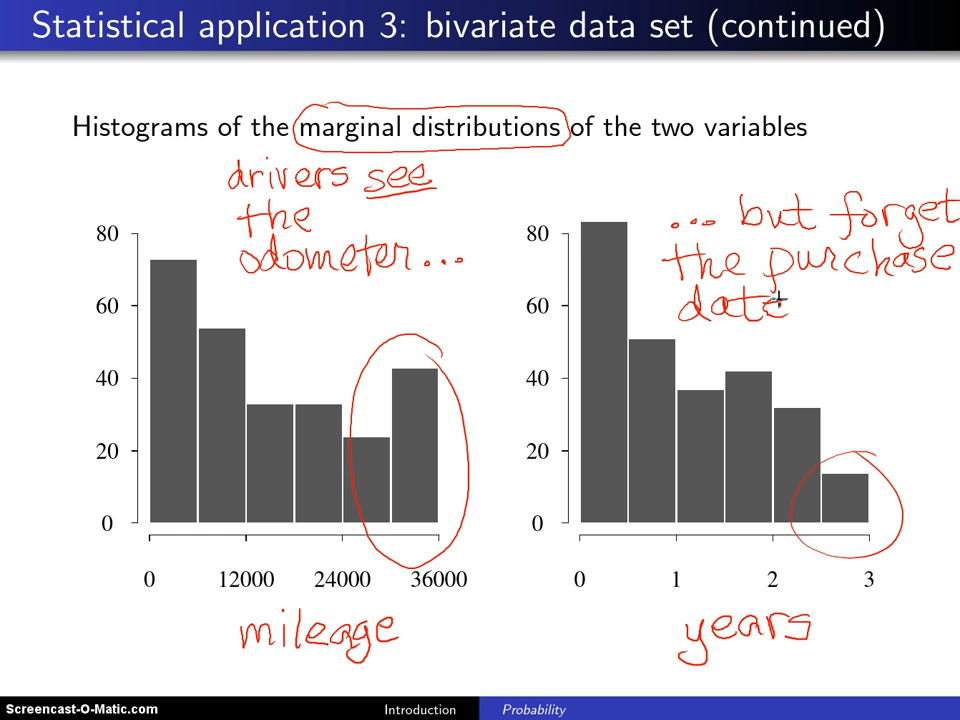 Statistical application 3: bivariate data set (continued)
Histograms of the marginal distributions of the two variables
drivers see
the
odometer...
80
60
40
20
0
0 12000 24000 36000
mileage
... but forget
the purchase
date
80
60
40
20
0
0 1 2 3
years
Screencast-O-Matic.com Introduction Probability